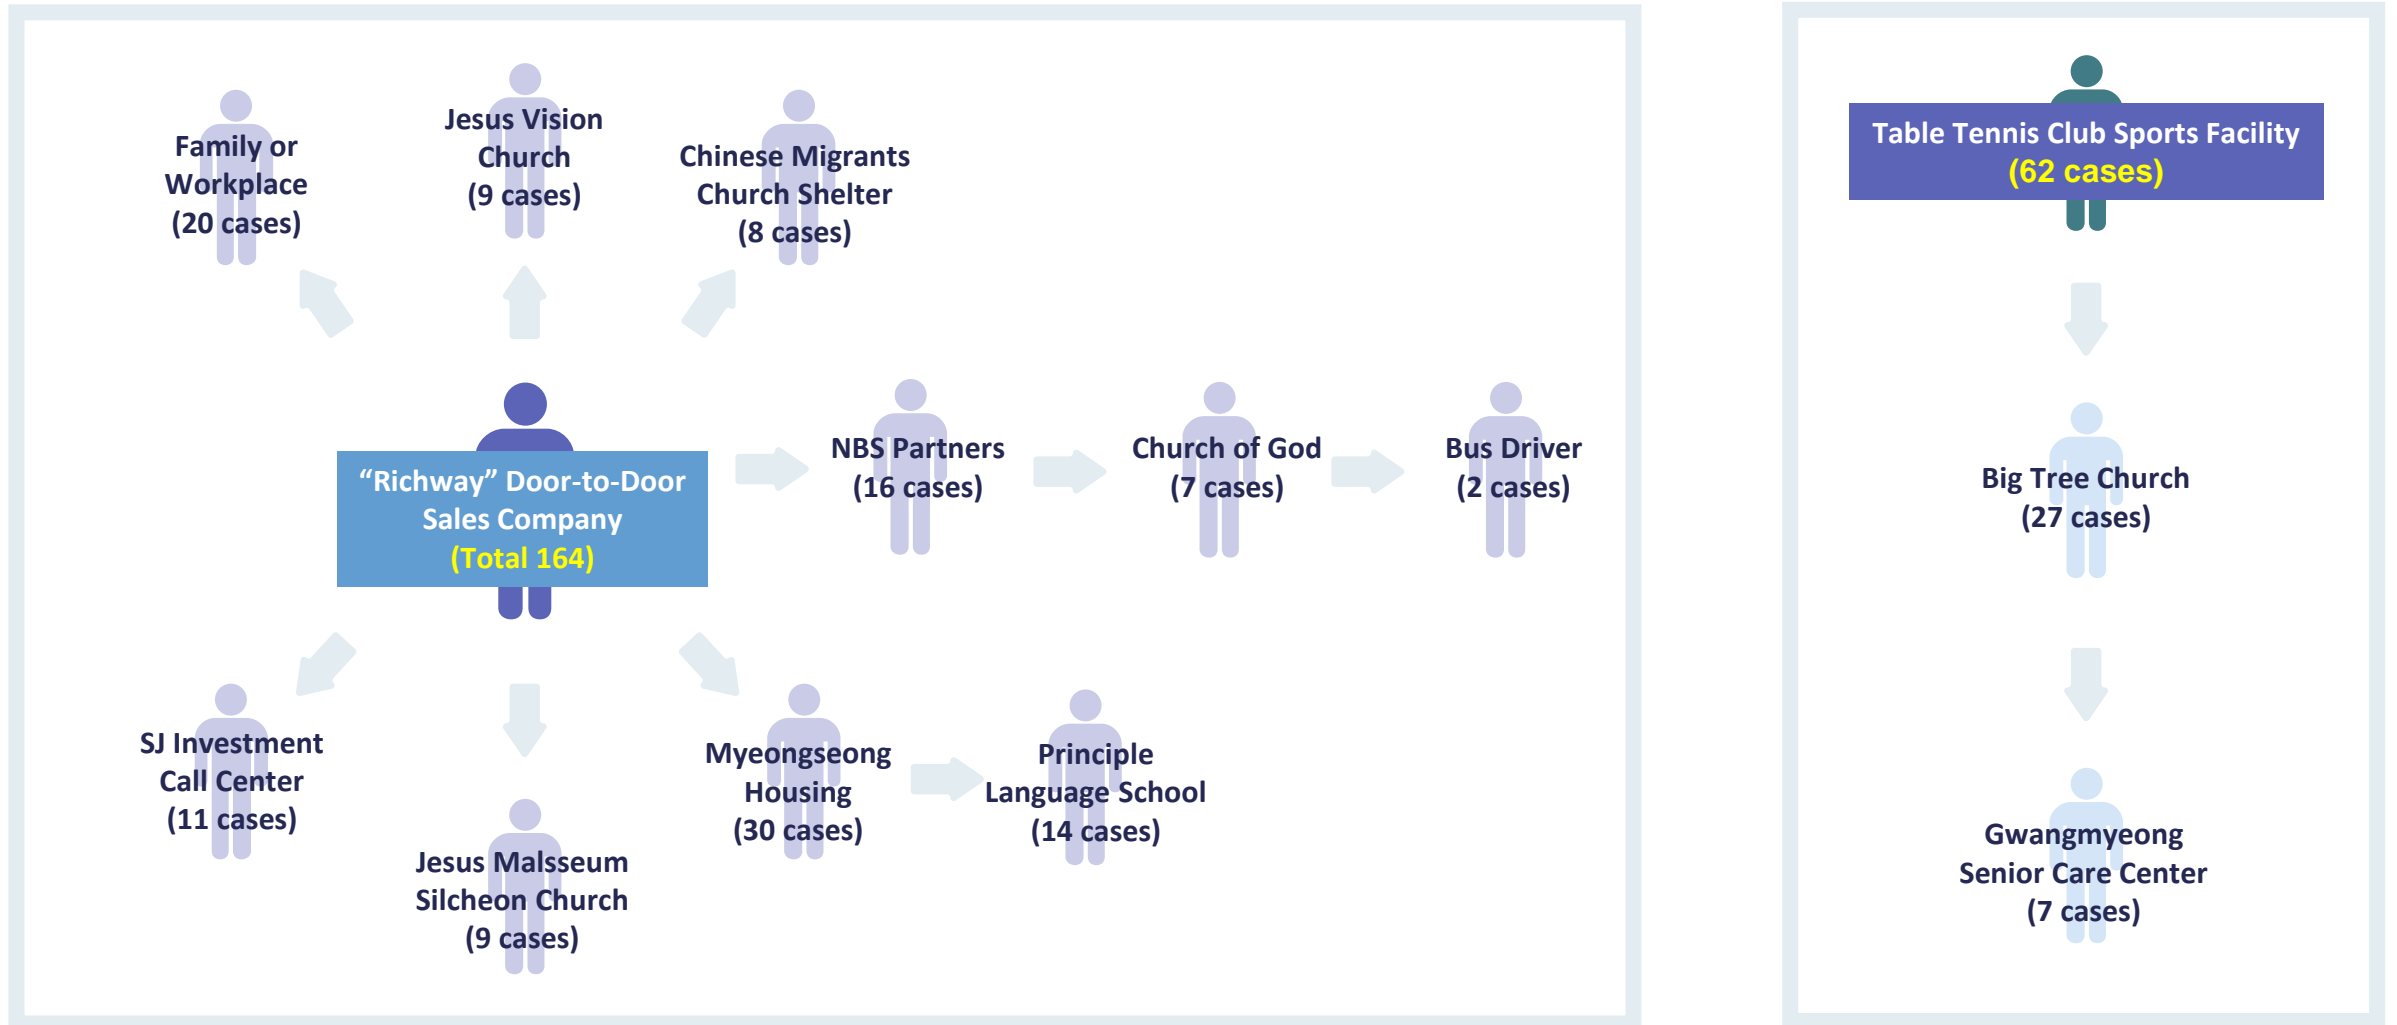 Family or
Workplace
(20 cases)
Jesus Vision
Church
(9 cases)
Chinese Migrants
Church Shelter
(8 cases)
“Richway” Door-to-Door
Sales Company
(Total 164)
NBS Partners
(16 cases)
Church of God
(7 cases)
Bus Driver
(2 cases)
SJ Investment
Call Center
(11 cases)
Jesus Malsseum
Silcheon Church
(9 cases)
Myeongseong
Housing
(30 cases)
Principle
Language School
(14 cases)
Table Tennis Club Sports Facility
(62 cases)
Big Tree Church
(27 cases)
Gwangmyeong
Senior Care Center
(7 cases)